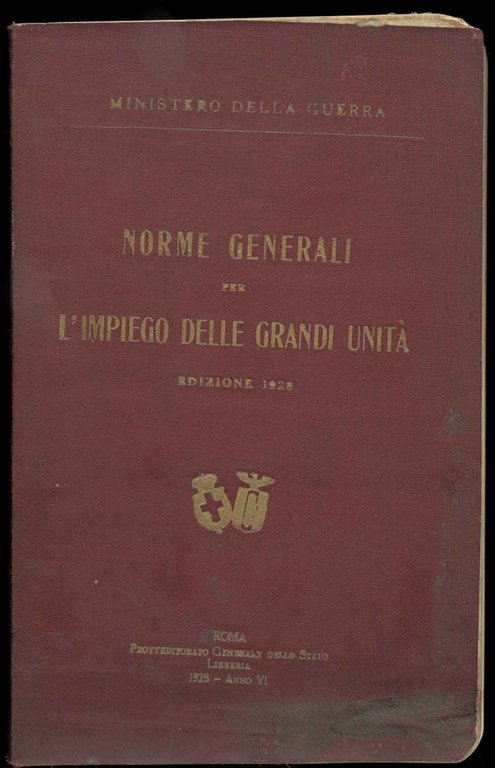 MINISTERO DELLA GUERRA
NORME GENERALI
PER
L'IMPIEGO DELLE GRANDI UNITÀ
EDIZIONE 1928
ROMA
PROVVEDITORATO GENERALE DELLO STATO
LIBRERIA
1928 - ANNO VI